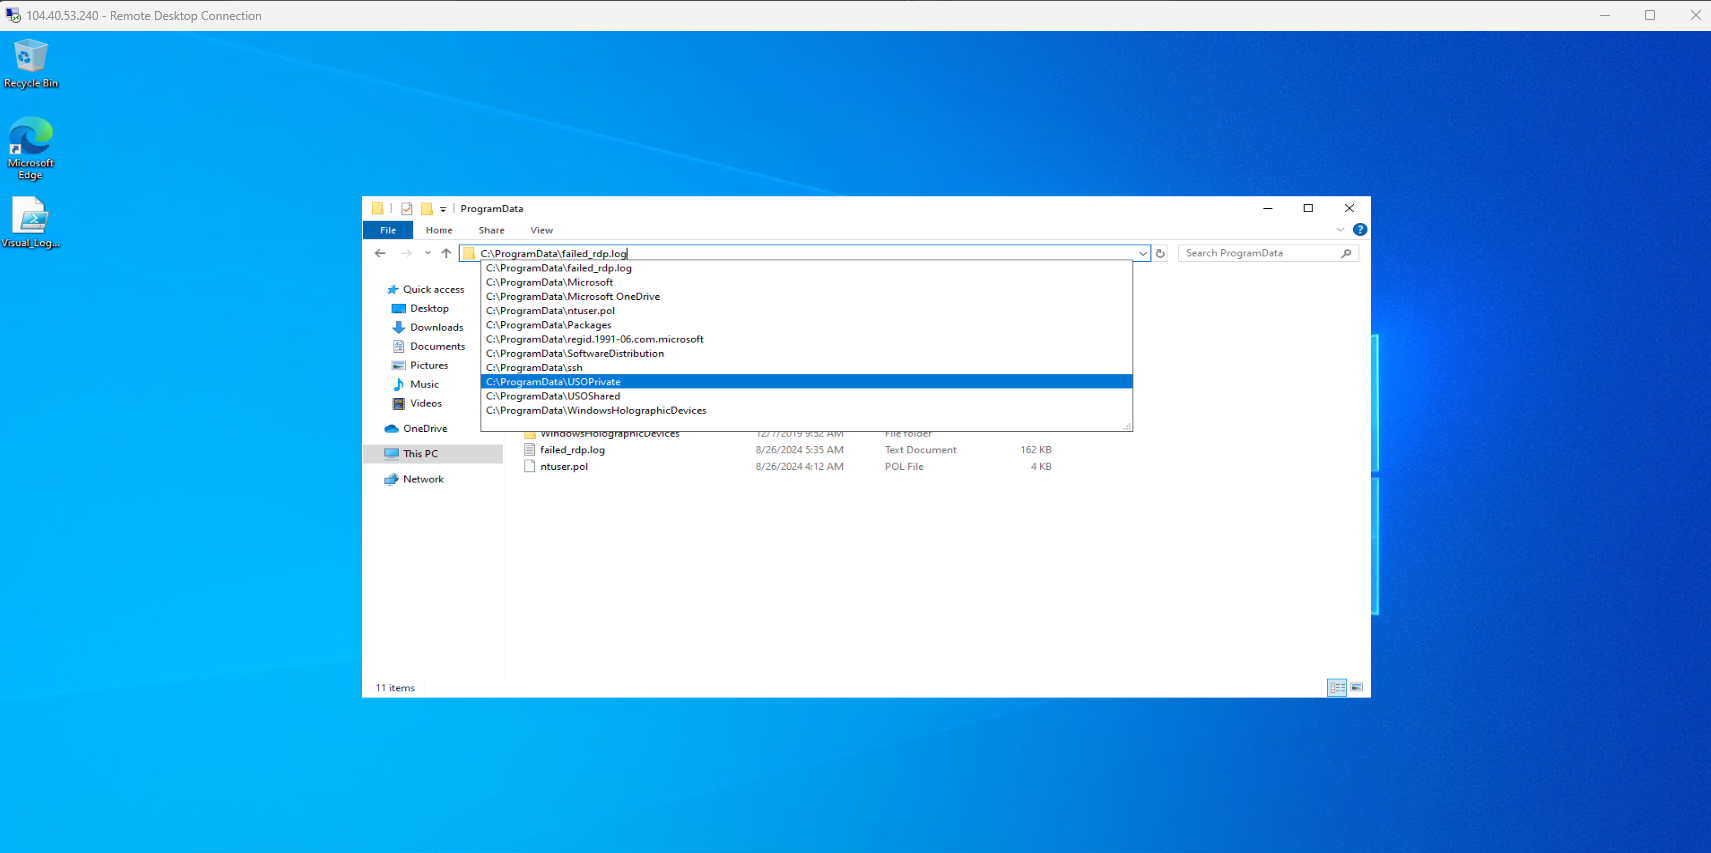 104.40.53.240 - Remote Desktop Connection
Recycle Bin
Microsoft
Edge
Visual_Log...
ProgramData
File Home Share View
C:\ProgramData\failed_rdp.log
Search ProgramData
C:\ProgramData\failed_rdp.log
C:\ProgramData\Microsoft
C:\ProgramData\Microsoft OneDrive
C:\ProgramData\ntuser.pol
C:\ProgramData\Packages
C:\ProgramData\regid.1991-06.com.microsoft
C:\ProgramData\SoftwareDistribution
C:\ProgramData\ssh
C:\ProgramData\USOPrivate
C:\ProgramData\USOShared
C:\ProgramData\WindowsHolographicDevices
Quick access
Desktop
Downloads
Documents
Pictures
Music
Videos
OneDrive
This PC
Network
WindowsHolographicDevices 12/7/2019 9:52 AM File folder
failed_rdp.log 8/26/2024 5:35 AM Text Document 162 KB
ntuser.pol 8/26/2024 4:12 AM POL File 4 KB
11 items